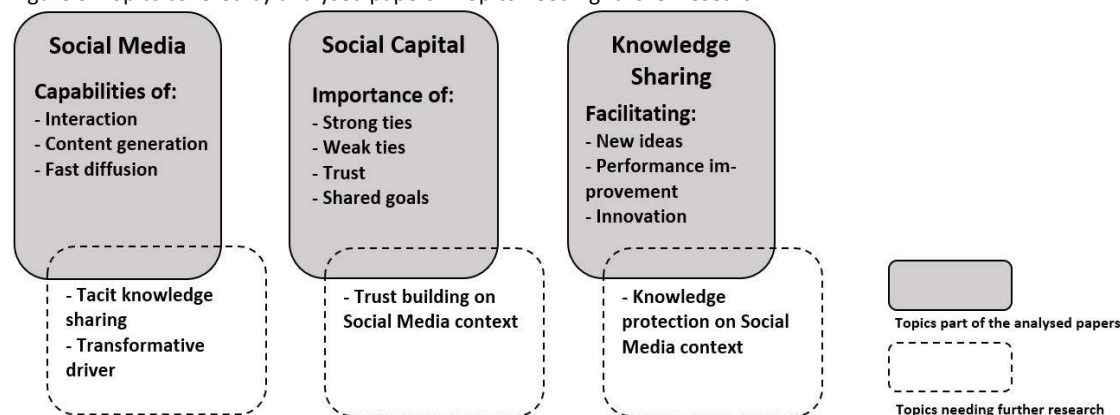 Social Media
Capabilities of:
- Interaction
- Content generation
- Fast diffusion
- Tacit knowledge
sharing
- Transformative
driver
Social Capital
Importance of:
- Strong ties
- Weak ties
- Trust
- Shared goals
- Trust building on
Social Media context
Knowledge
Sharing
Facilitating:
- New ideas
- Performance im-
provement
- Innovation
- Knowledge
protection on Social
Media context
Topics part of the analysed papers
Topics needing further research